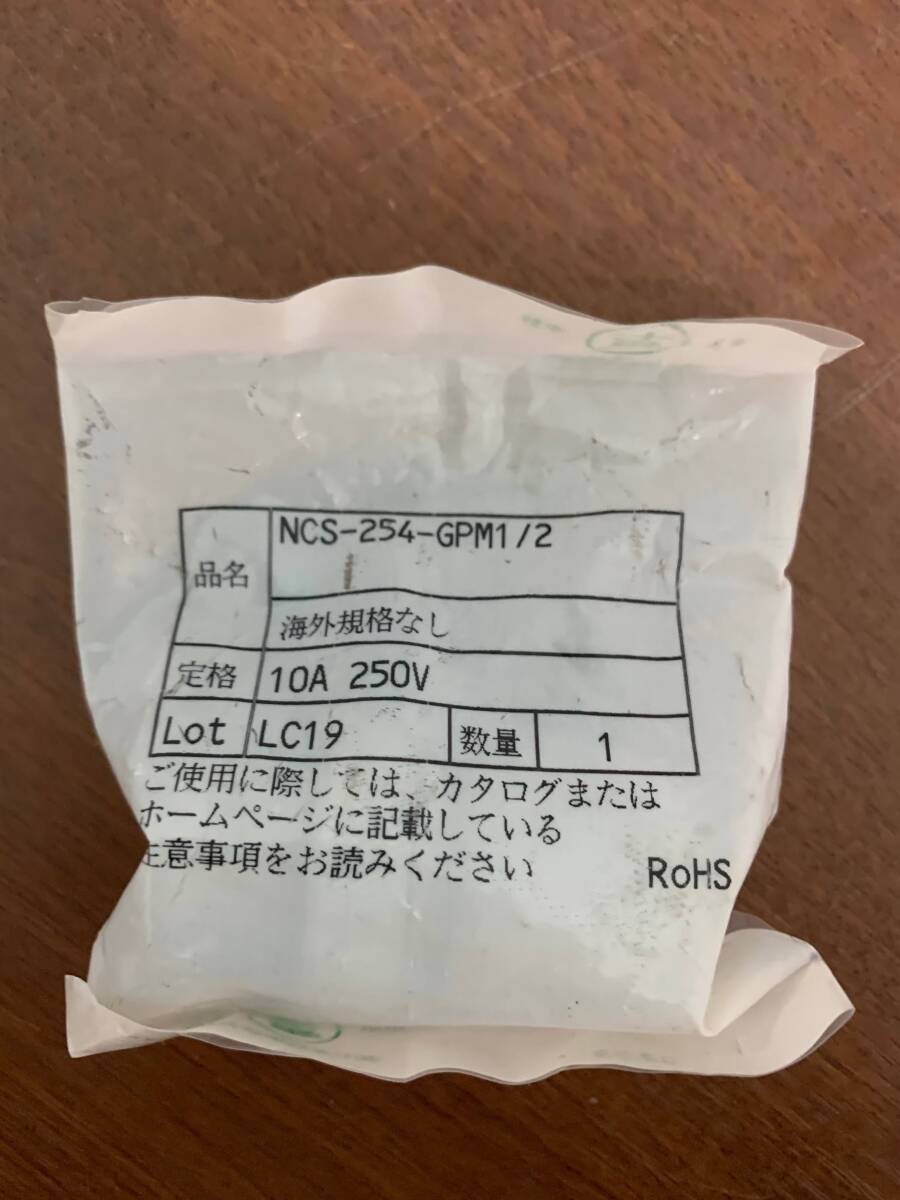 品名 NCS-254-GPM1/2
海外規格なし
定格 10A 250V
Lot LC19 数量 1
ご使用に際しては、カタログまたは
ホームページに記載している
注意事項をお読みください
RoHS